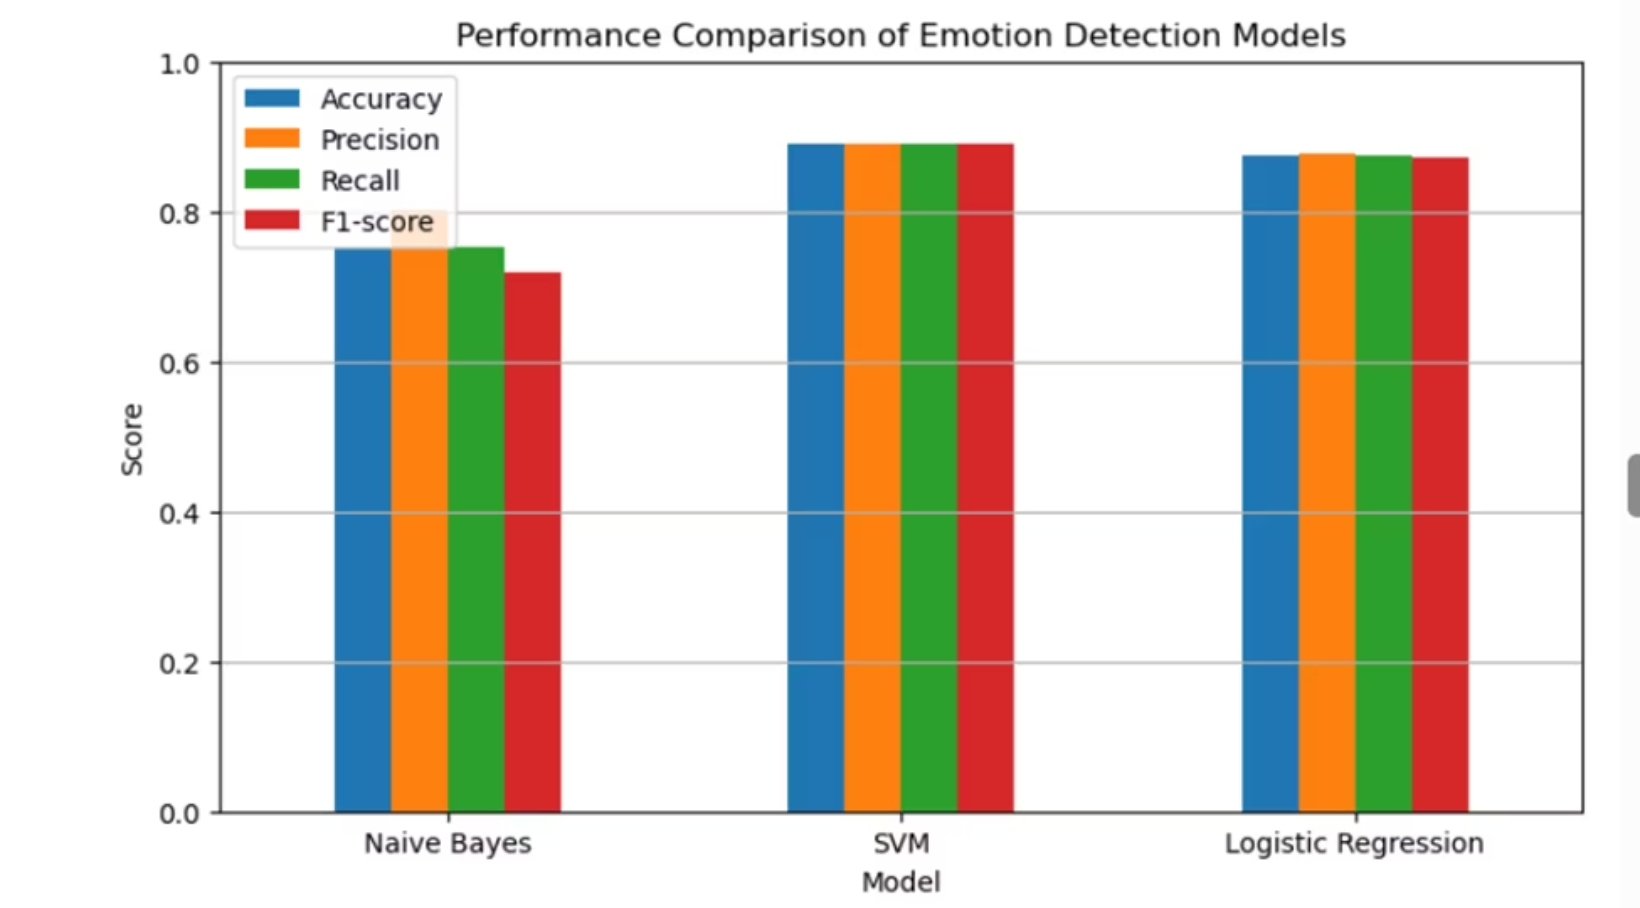 Performance Comparison of Emotion Detection Models
1.0
Accuracy
Precision
Recall
F1-score
0.8
0.6
Score
0.4
0.2
0.0
Naive Bayes
SVM
Logistic Regression
Model